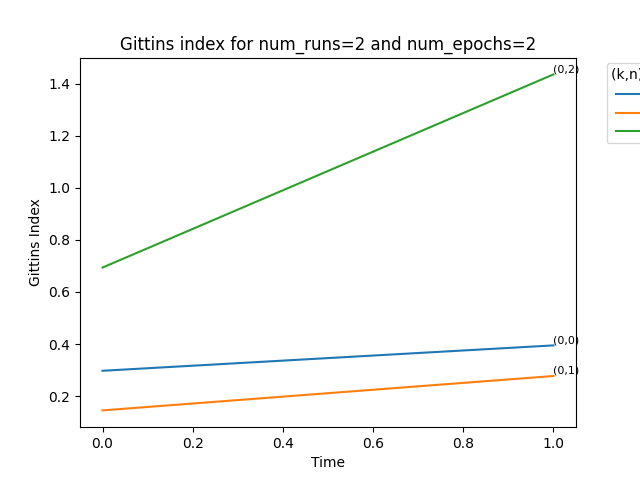 Gittins index for num_runs=2 and num_epochs=2
(k,n)
1.4
1.2
1.0
0.8
0.6
0.4
0.2
Gittins Index
(0,2)
(0,0)
(0,1)
0.0 0.2 0.4 0.6 0.8 1.0
Time